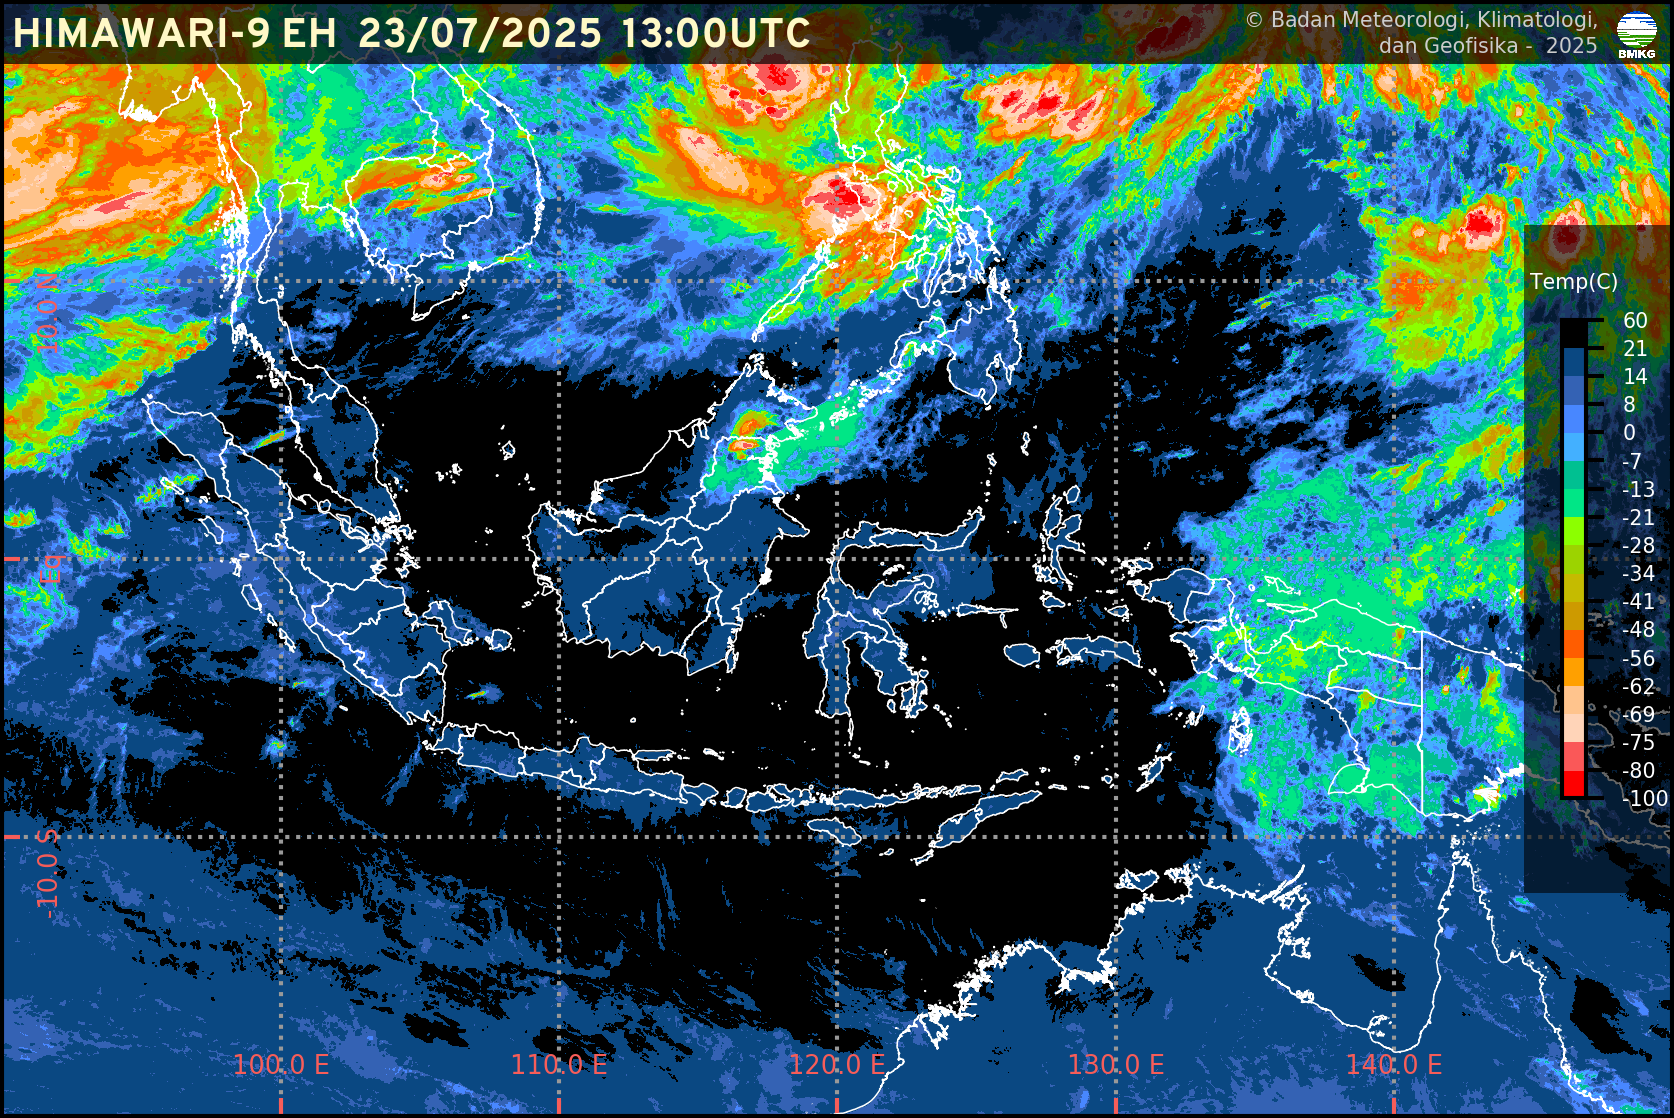 HIMAWARI-9 EH 23/07/2025 13:00UTC
© Badan Meteorologi, Klimatologi,
dan Geofisika - 2025
BMKG
Temp(C)
60
21
14
8
0
-7
-13
-21
-28
-34
-41
-48
-56
-62
-69
-75
-80
-100
10.0 N
Eq
-10.0 S
100.0 E
110.0 E
120.0 E
130.0 E
140.0 E